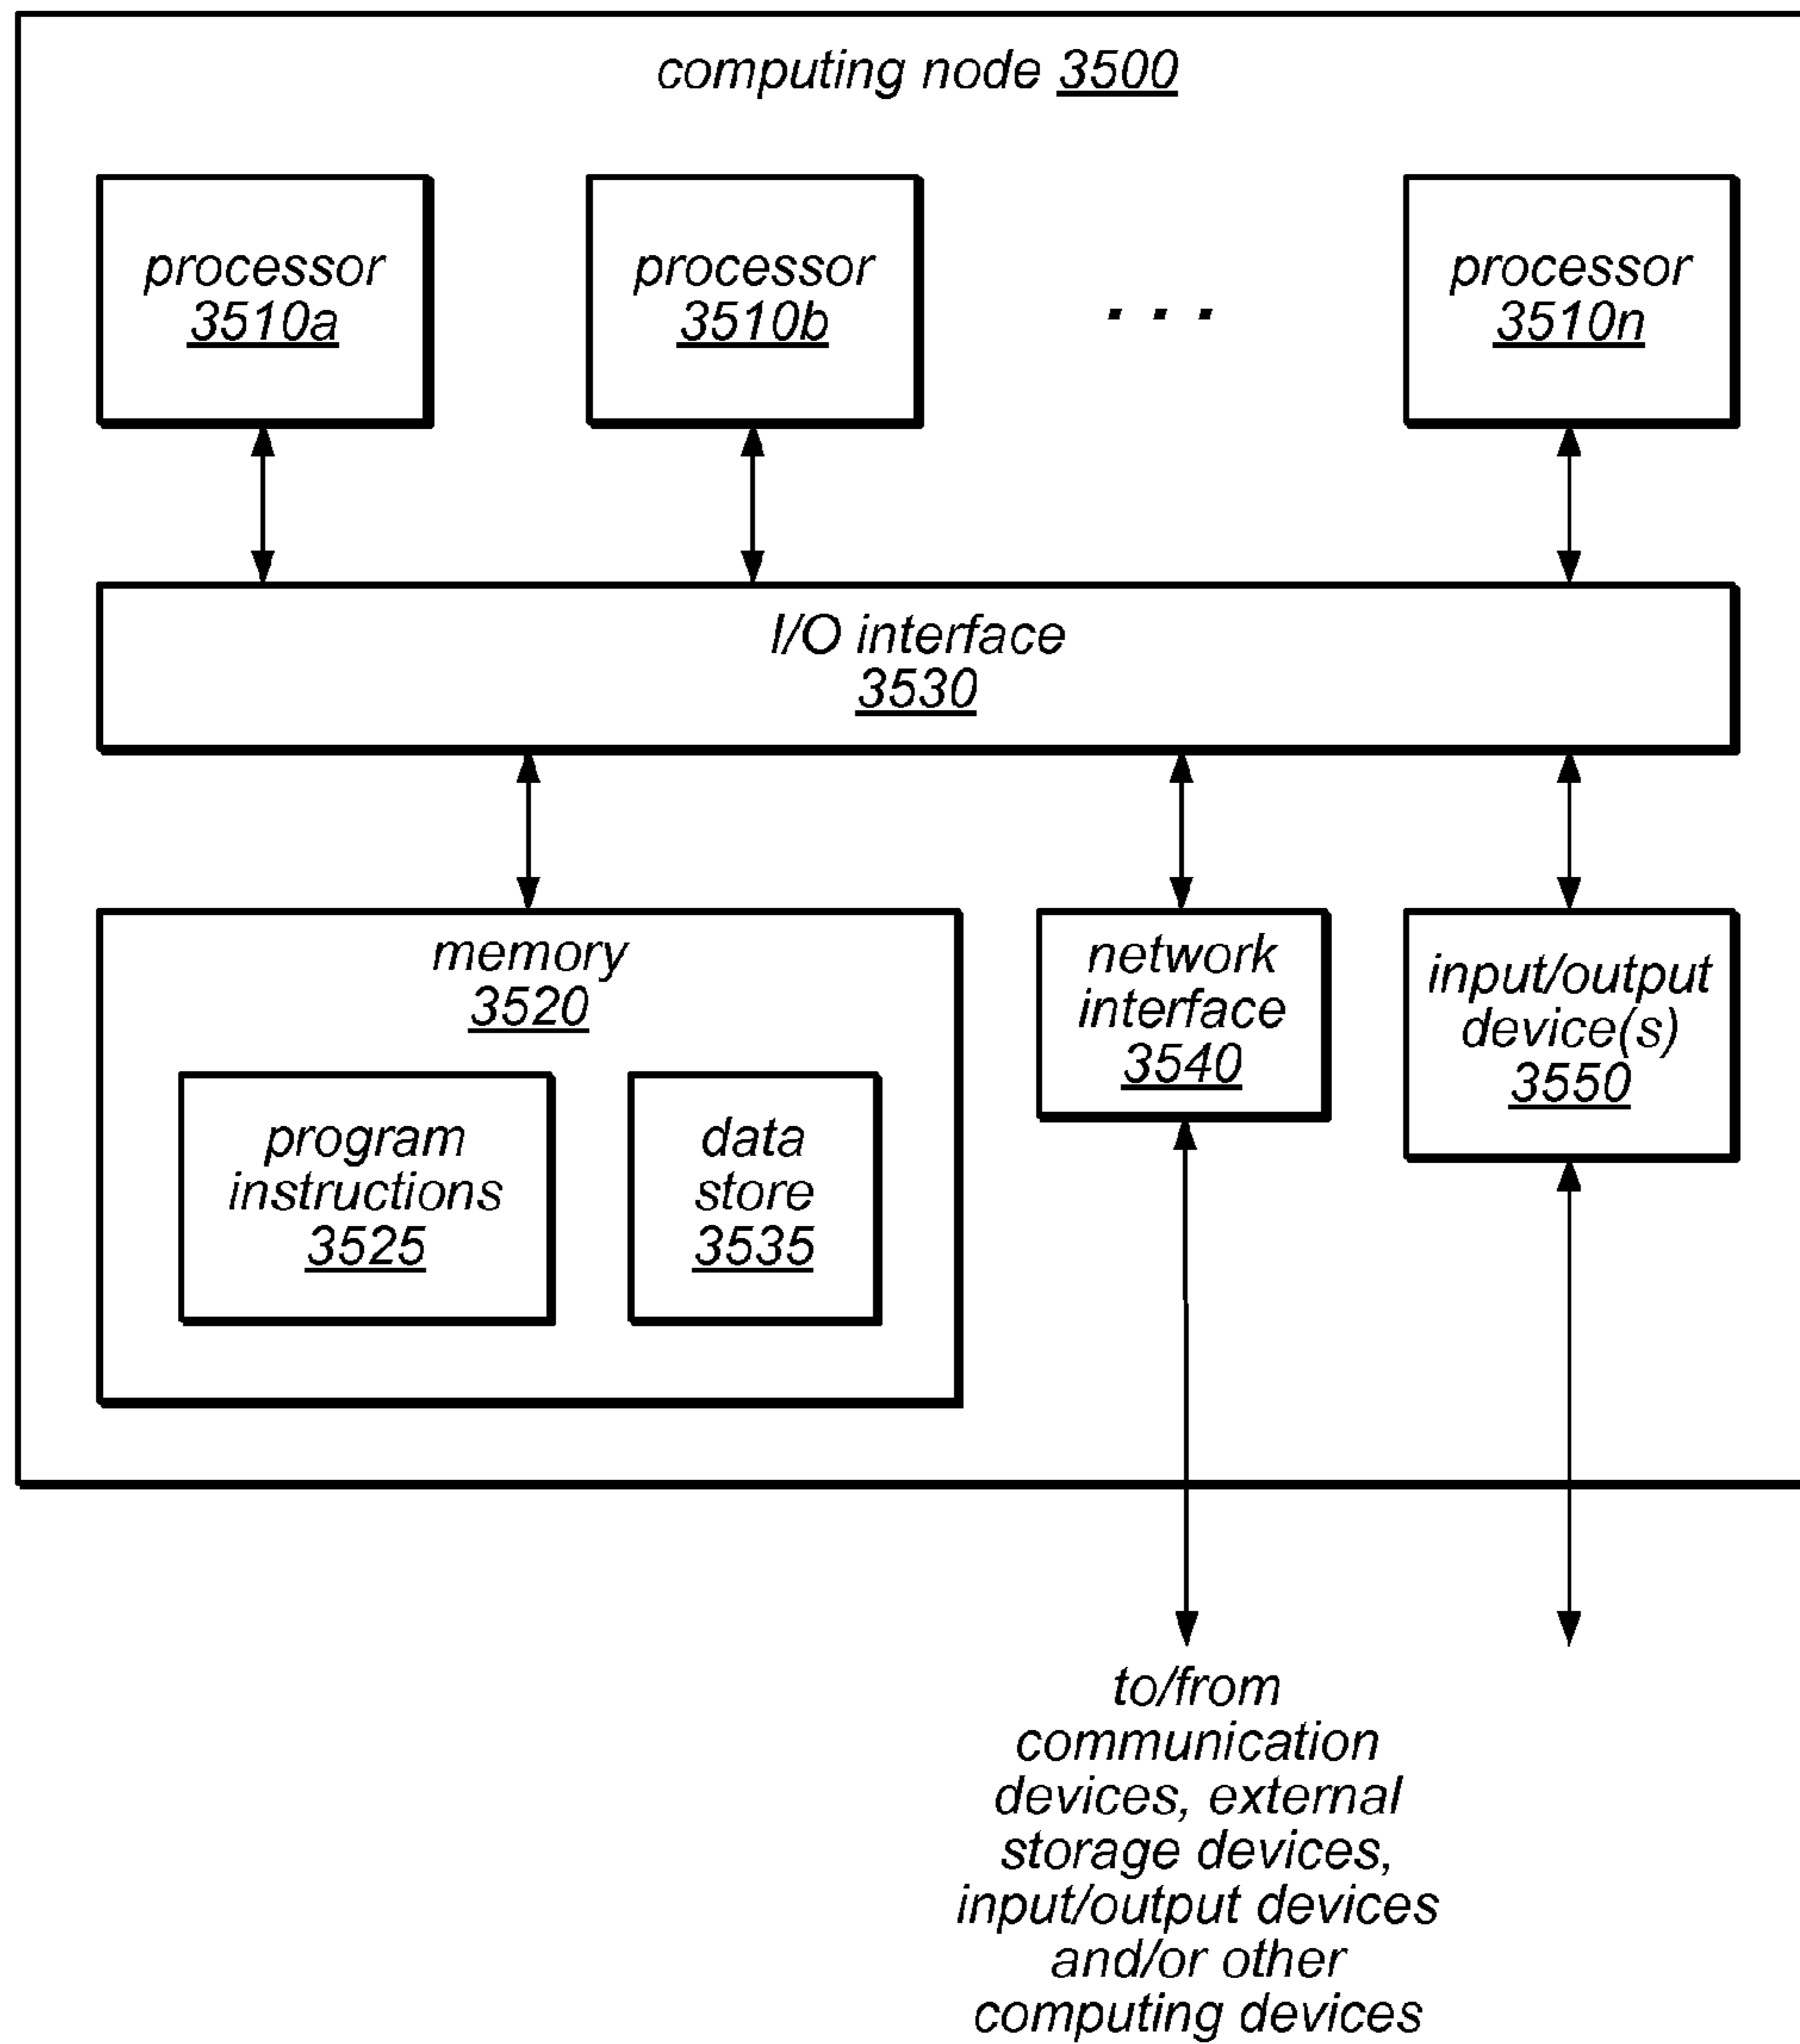 computing node 3500
processor
3510a
processor
3510b
. . .
processor
3510n
I/O interface
3530
memory
3520
program
instructions
3525
data
store
3535
network
interface
3540
input/output
device(s)
3550
to/from
communication
devices, external
storage devices,
input/output devices
and/or other
computing devices